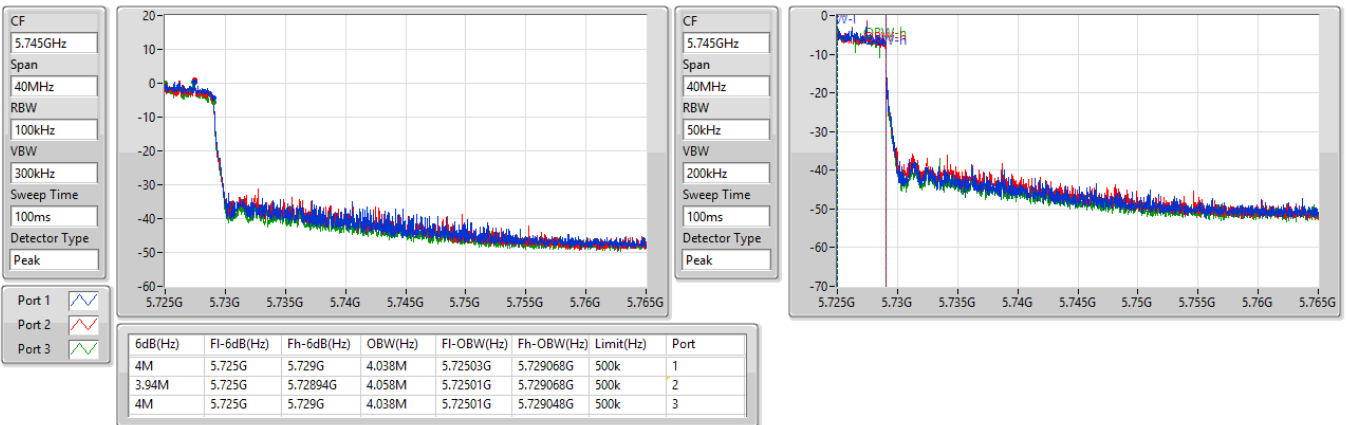 CF
5.745GHz
Span
40MHz
RBW
100kHz
VBW
300kHz
Sweep Time
100ms
Detector Type
Peak
20
10
0
-10
-20
-30
-40
-50
-60
5.725G 5.73G 5.735G 5.74G 5.745G 5.75G 5.755G 5.76G 5.765G
CF
5.745GHz
Span
40MHz
RBW
50kHz
VBW
200kHz
Sweep Time
100ms
Detector Type
Peak
0
-10
-20
-30
-40
-50
-60
-70
5.725G 5.73G 5.735G 5.74G 5.745G 5.75G 5.755G 5.76G 5.765G
Port 1
Port 2
Port 3
6dB(Hz) Fl-6dB(Hz) Fh-6dB(Hz) OBW(Hz) Fl-OBW(Hz) Fh-OBW(Hz) Limit(Hz) Port
4M 5.725G 5.729G 4.038M 5.72503G 5.729068G 500k 1
3.94M 5.725G 5.72894G 4.058M 5.72501G 5.729068G 500k 2
4M 5.725G 5.729G 4.038M 5.72501G 5.729048G 500k 3